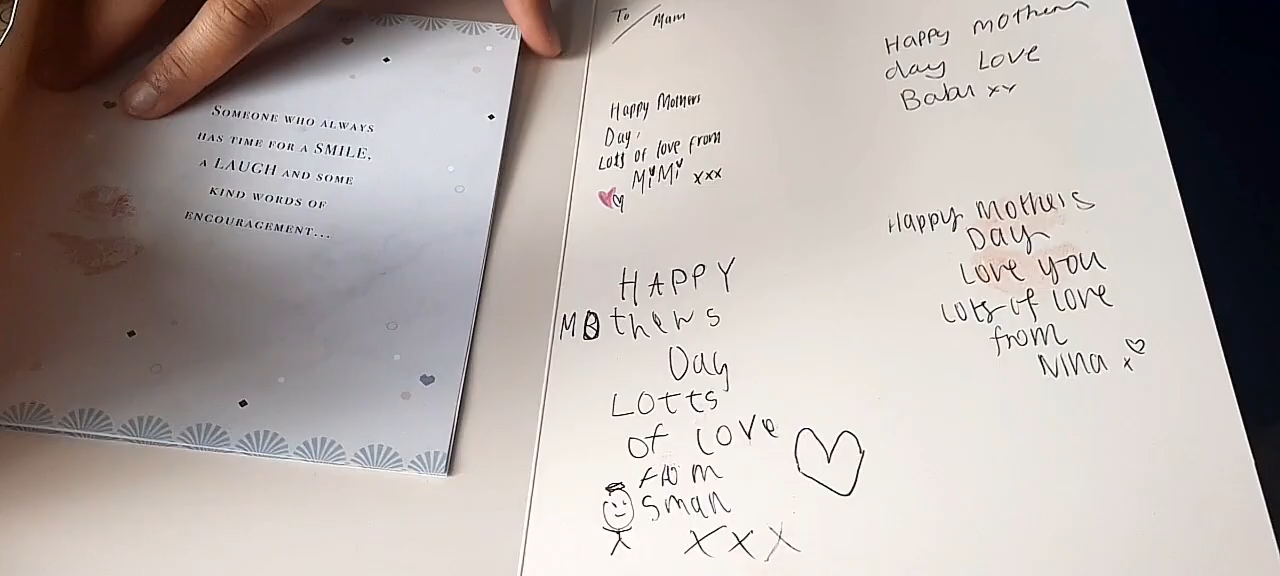 SOMEONE WHO ALWAYS
HAS TIME FOR A SMILE,
A LAUGH AND SOME
KIND WORDS OF
ENCOURAGEMENT...
To / Mam
Happy Mothers
Day,
Lots of love from
MiMi xxx
HAPPY
Mothers
Day
LOTTS
of love
from
sman
XXX
Happy mothers
day Love
xx
Happy Mothers
Day
Love you
Lots of love
from
Nina x